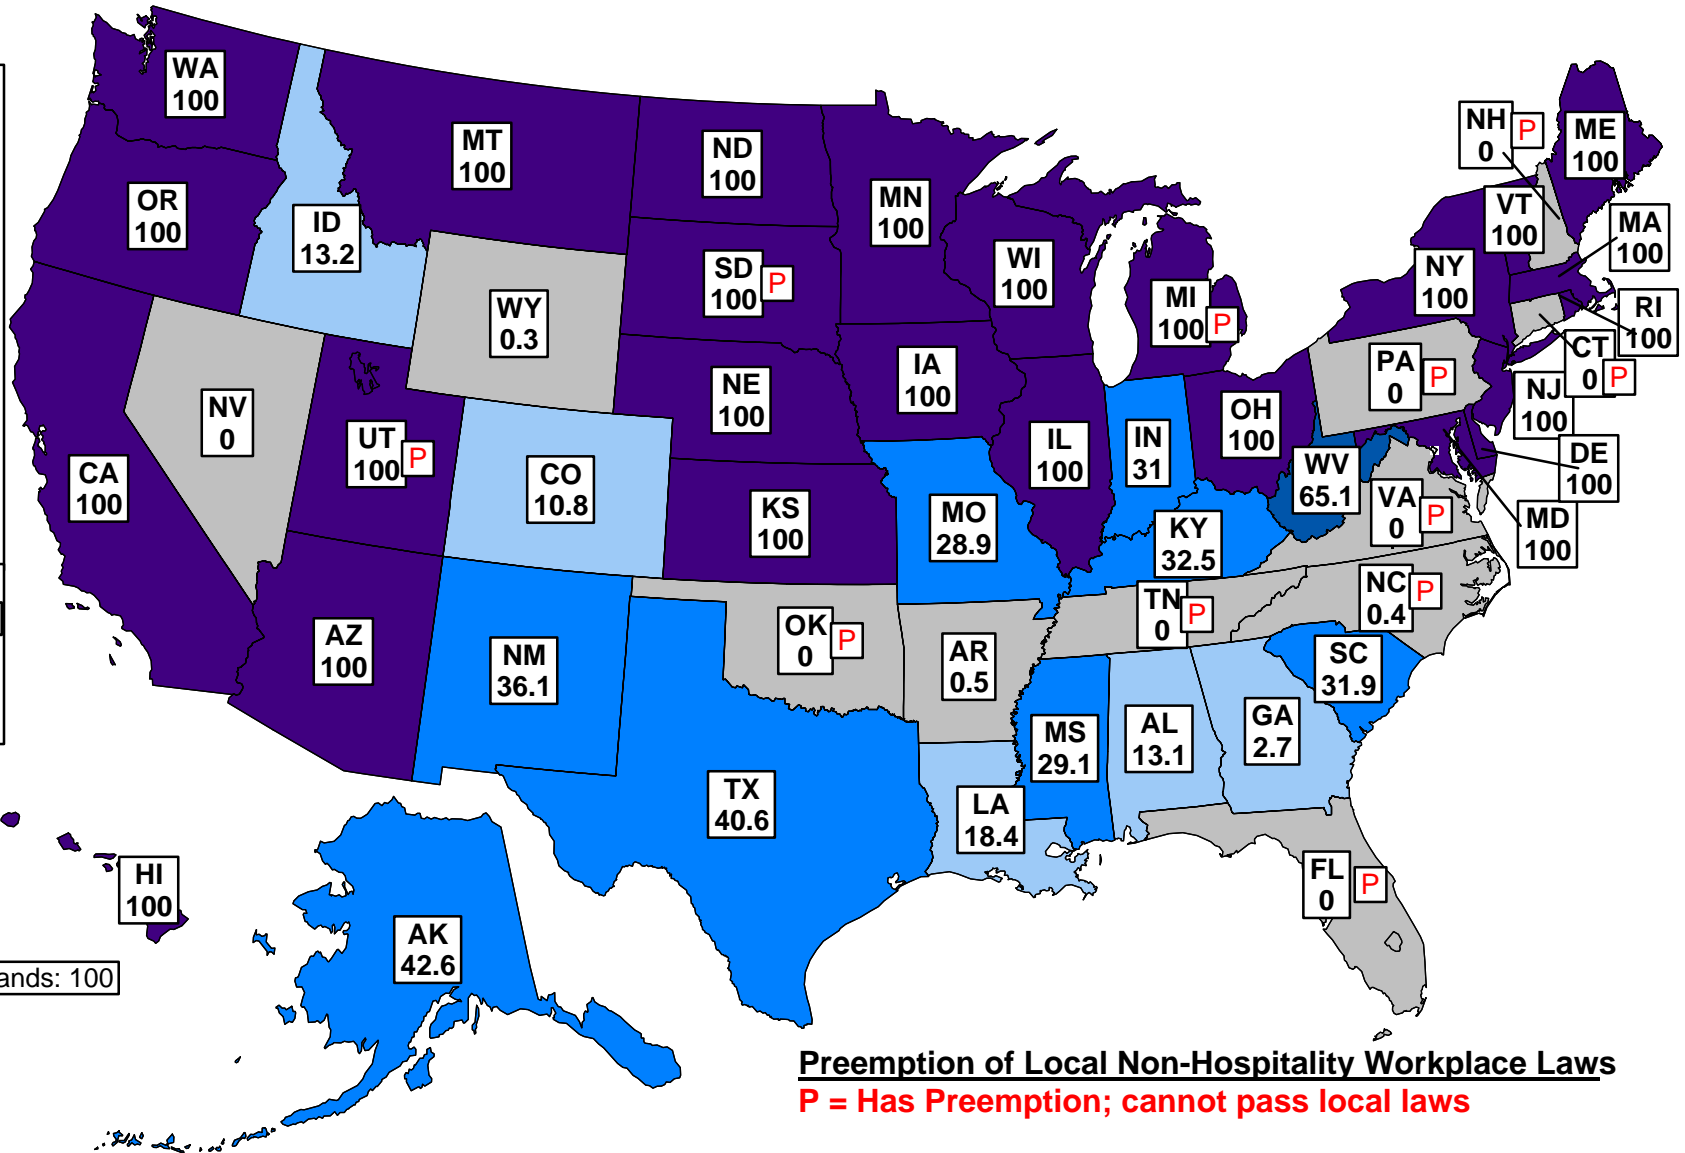 WA
100
MT
100
ND
100
MN
100
NH
0
P
ME
100
OR
100
ID
13.2
VT
100
MA
100
SD
100
P
WI
100
NY
100
MI
100
P
RI
100
WY
0.3
IA
100
PA
0
P
CT
0
P
NE
100
NV
0
OH
100
NJ
100
UT
100
P
IL
100
IN
31
CA
100
CO
10.8
WV
65.1
DE
100
KS
100
MO
28.9
VA
0
P
MD
100
KY
32.5
NC
0.4
P
TN
0
P
AZ
100
NM
36.1
OK
0
P
AR
0.5
SC
31.9
MS
29.1
AL
13.1
GA
2.7
TX
40.6
LA
18.4
HI
100
FL
0
P
AK
42.6
ands: 100
Preemption of Local Non-Hospitality Workplace Laws
P = Has Preemption; cannot pass local laws